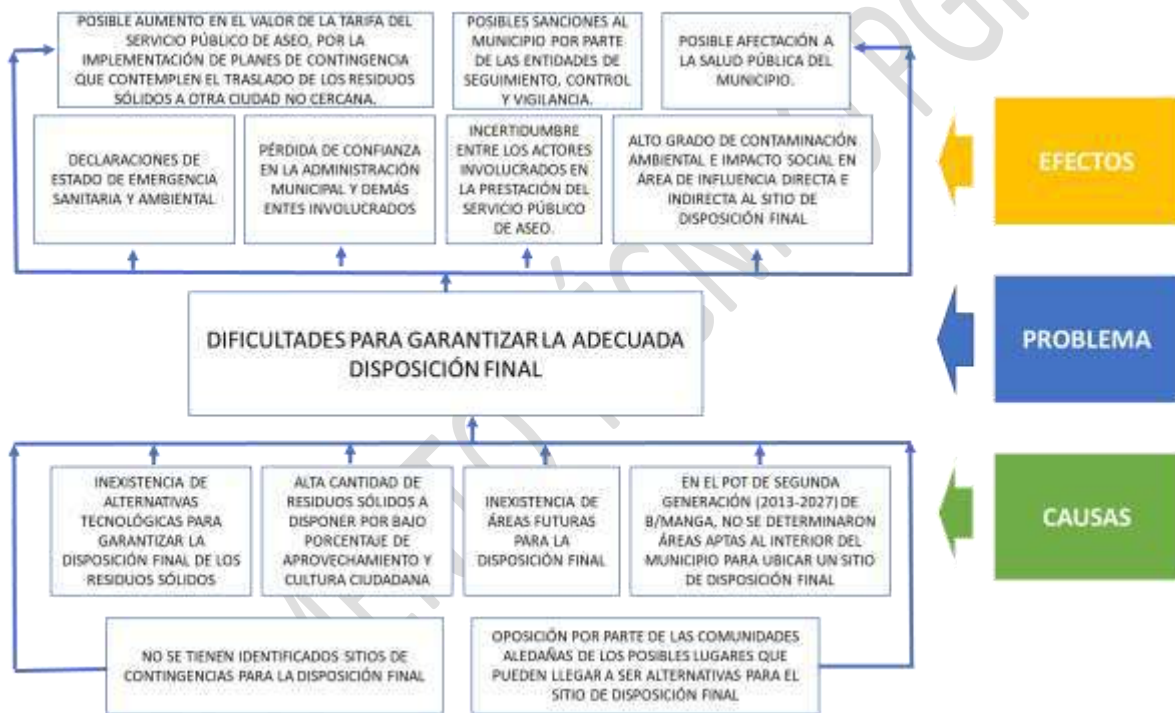 POSIBLE AUMENTO EN EL VALOR DE LA TARIFA DEL
SERVICIO PÚBLICO DE ASEO, POR LA
IMPLEMENTACIÓN DE PLANES DE CONTINGENCIA
QUE CONTEMPLEN EL TRASLADO DE LOS RESIDUOS
SÓLIDOS A OTRA CIUDAD NO CERCANA.
POSIBLES SANCIONES AL
MUNICIPIO POR PARTE
DE LAS ENTIDADES DE
SEGUIMIENTO, CONTROL
Y VIGILANCIA.
POSIBLE AFECTACIÓN A
LA SALUD PÚBLICA DEL
MUNICIPIO.
DECLARACIONES DE
ESTADO DE EMERGENCIA
SANITARIA Y AMBIENTAL
PÉRDIDA DE CONFIANZA
EN LA ADMINISTRACIÓN
MUNICIPAL Y DEMÁS
ENTES INVOLUCRADOS
INCERTIDUMBRE
ENTRE LOS ACTORES
INVOLUCRADOS EN
LA PRESTACIÓN DEL
SERVICIO PÚBLICO
DE ASEO.
ALTO GRADO DE CONTAMINACIÓN
AMBIENTAL E IMPACTO SOCIAL EN
ÁREA DE INFLUENCIA DIRECTA E
INDIRECTA AL SITIO DE
DISPOSICIÓN FINAL
EFECTOS
DIFICULTADES PARA GARANTIZAR LA ADECUADA
DISPOSICIÓN FINAL
PROBLEMA
INEXISTENCIA DE
ALTERNATIVAS
TECNOLÓGICAS PARA
GARANTIZAR LA
DISPOSICIÓN FINAL DE LOS
RESIDUOS SÓLIDOS
ALTA CANTIDAD DE
RESIDUOS SÓLIDOS A
DISPONER POR BAJO
PORCENTAJE DE
APROVECHAMIENTO Y
CULTURA CIUDADANA
INEXISTENCIA DE
ÁREAS FUTURAS
PARA LA
DISPOSICIÓN FINAL
EN EL POT DE SEGUNDA
GENERACIÓN (2013-2027) DE
B/MANGA, NO SE DETERMINARON
ÁREAS APTAS AL INTERIOR DEL
MUNICIPIO PARA UBICAR UN SITIO
DE DISPOSICIÓN FINAL
CAUSAS
NO SE TIENEN IDENTIFICADOS SITIOS DE
CONTINGENCIAS PARA LA DISPOSICIÓN FINAL
OPOSICIÓN POR PARTE DE LAS COMUNIDADES
ALEDAÑAS DE LOS POSIBLES LUGARES QUE
PUEDEN LLEGAR A SER ALTERNATIVAS PARA EL
SITIO DE DISPOSICIÓN FINAL